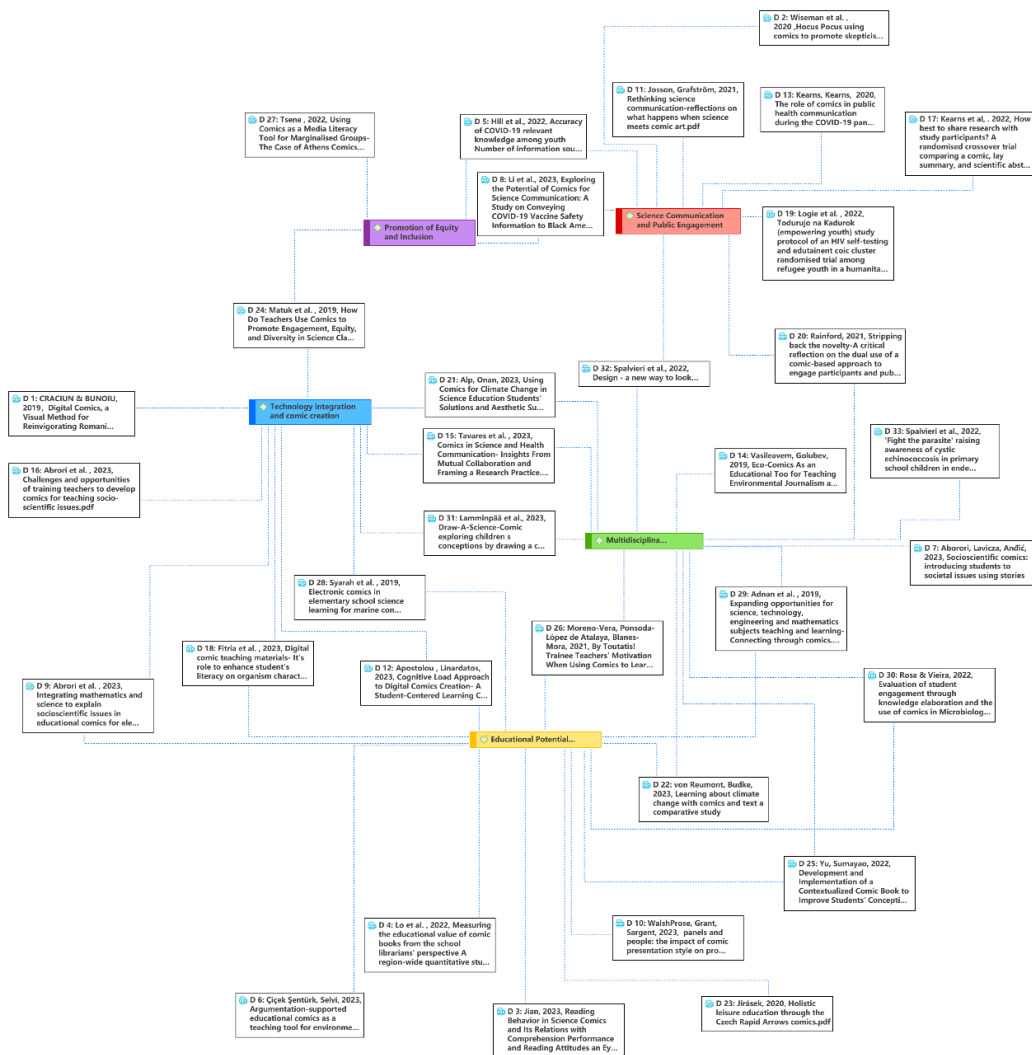 D 2: Wiseman et al. ,
2020 ,Hocus Pocus using
comics to promote skepticis...
D 11: Josson, Grafström, 2021,
Rethinking science
communication-reflections on
what happens when science
meets comic art.pdf
D 13: Kearns, Kearns, 2020,
The role of comics in public
health communication
during the COVID-19 pan...
D 27: Tsene , 2022, Using
Comics as a Media Literacy
Tool for Marginalised Groups-
The Case of Athens Comics...
D 5: Hill et al., 2022, Accuracy
of COVID-19 relevant
knowledge among youth
Number of information sou...
D 17: Kearns et al, . 2022, How
best to share research with
study participants? A
randomised crossover trial
comparing a comic, lay
summary, and scientific abst...
D 8: Li et al., 2023, Exploring
the Potential of Comics for
Science Communication: A
Study on Conveying
COVID-19 Vaccine Safety
Information to Black Ame...
Promotion of Equity
and Inclusion
Science Communication
and Public Engagement
D 19: Logie et al. , 2022,
Todurujo na Kadurok
(empowering youth) study
protocol of an HIV self-testing
and edutainent coic cluster
randomised trial among
refugee youth in a humanita...
D 24: Matuk et al. , 2019, How
Do Teachers Use Comics to
Promote Engagement, Equity,
and Diversity in Science Cla...
D 20: Rainford, 2021, Stripping
back the novelty-A critical
reflection on the dual use of a
comic-based approach to
engage participants and pub...
D 32: Spalvieri et al., 2022,
Design - a new way to look...
D 21: Alp, Onan, 2023, Using
Comics for Climate Change in
Science Education Students'
Solutions and Aesthetic Su...
D 1: CRACIUN & BUNOIU,
2019, Digital Comics, a
Visual Method for
Reinvigorating Romani...
Technology Integration
and comic creation
D 15: Tavares et al., 2023,
Comics in Science and Health
Communication- Insights From
Mutual Collaboration and
Framing a Research Practice....
D 33: Spalvieri et al., 2022,
'Fight the parasite' raising
awareness of cystic
echinococcosis in primary
school children in ende...
D 14: Vasileavem, Golubev,
2019, Eco-Comics As an
Educational Too for Teaching
Environmental Journalism a...
D 16: Abrori et al. , 2023,
Challenges and opportunities
of training teachers to develop
comics for teaching socio-
scientific issues.pdf
D 31: Lamminpää et al., 2023,
Draw-A-Science-Comic
exploring children s
conceptions by drawing a c...
Multidisciplina...
D 7: Aborori, Lavicza, Anđić,
2023, Socioscientific comics:
introducing students to
societal issues using stories
D 28: Syarah et al. , 2019,
Electronic comics in
elementary school science
learning for marine con...
D 29: Adnan et al. , 2019,
Expanding opportunities for
science, technology,
engineering and mathematics
subjects teaching and learning-
Connecting through comics....
D 26: Moreno-Vera, Ponsoda-
López de Atalaya, Blanes-
Mora, 2021, By Toutatis!
Trainee Teachers' Motivation
When Using Comics to Lear...
D 18: Fitria et al., 2023, Digital
comic teaching materials- It's
role to enhance student's
literacy on organism charact...
D 12: Apostolou , Linardatos,
2023, Cognitive Load Approach
to Digital Comics Creation- A
Student-Centered Learning C...
D 9: Abrori et al. , 2023,
Integrating mathematics and
science to explain
socioscientific issues in
educational comics for ele...
D 30: Rosa & Vieira, 2022,
Evaluation of student
engagement through
knowledge elaboration and
the use of comics in Microbiolog...
Educational Potential...
D 22: von Reumont, Budke,
2023, Learning about climate
change with comics and text a
comparative study
D 25: Yu, Sumayao, 2022,
Development and
Implementation of a
Contextualized Comic Book to
Improve Students' Concepti...
D 4: Lo et al. , 2022, Measuring
the educational value of comic
books from the school
librarians' perspective A
region-wide quantitative stu...
D 10: WalshProse, Grant,
Sargent, 2023, panels and
people: the impact of comic
presentation style on pro...
D 6: Çiçek Şentürk, Selvi, 2023,
Argumentation-supported
educational comics as a
teaching tool for environme...
D 3: Jian, 2023, Reading
Behavior in Science Comics
and Its Relations with
Comprehension Performance
and Reading Attitudes an Ey...
D 23: Jirásek, 2020, Holistic
leisure education through the
Czech Rapid Arrows comics.pdf